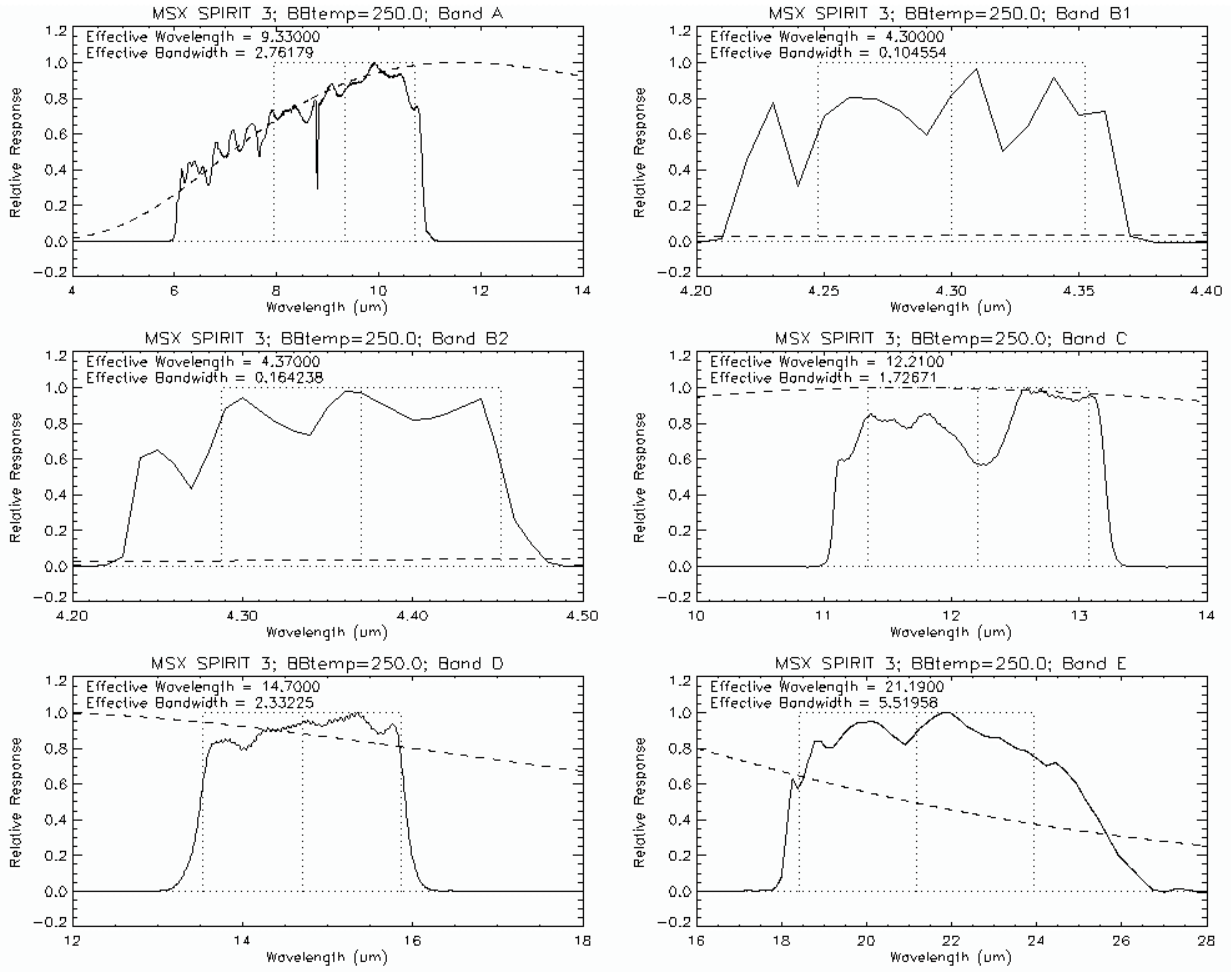 MSX SPIRIT 3; BBtemp=250.0; Band A
Effective Wavelength = 9.33000
Effective Bandwidth = 2.76179
Relative Response
1.2
1.0
0.8
0.6
0.4
0.2
0.0
−0.2
4 6 8 10 12 14
Wavelength (um)
MSX SPIRIT 3; BBtemp=250.0; Band B1
Effective Wavelength = 4.30000
Effective Bandwidth = 0.104554
Relative Response
1.2
1.0
0.8
0.6
0.4
0.2
0.0
−0.2
4.20 4.25 4.30 4.35 4.40
Wavelength (um)
MSX SPIRIT 3; BBtemp=250.0; Band B2
Effective Wavelength = 4.37000
Effective Bandwidth = 0.164238
Relative Response
1.2
1.0
0.8
0.6
0.4
0.2
0.0
−0.2
4.20 4.30 4.40 4.50
Wavelength (um)
MSX SPIRIT 3; BBtemp=250.0; Band C
Effective Wavelength = 12.2100
Effective Bandwidth = 1.72671
Relative Response
1.2
1.0
0.8
0.6
0.4
0.2
0.0
−0.2
10 11 12 13 14
Wavelength (um)
MSX SPIRIT 3; BBtemp=250.0; Band D
Effective Wavelength = 14.7000
Effective Bandwidth = 2.33225
Relative Response
1.2
1.0
0.8
0.6
0.4
0.2
0.0
−0.2
12 14 16 18
Wavelength (um)
MSX SPIRIT 3; BBtemp=250.0; Band E
Effective Wavelength = 21.1900
Effective Bandwidth = 5.51958
Relative Response
1.2
1.0
0.8
0.6
0.4
0.2
0.0
−0.2
16 18 20 22 24 26 28
Wavelength (um)